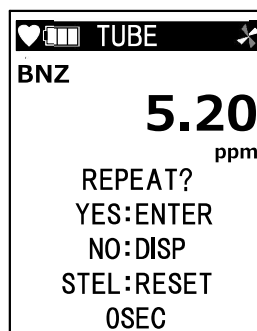 TUBE
BNZ
5.20
ppm
REPEAT?
YES:ENTER
NO:DISP
STEL:RESET
0SEC